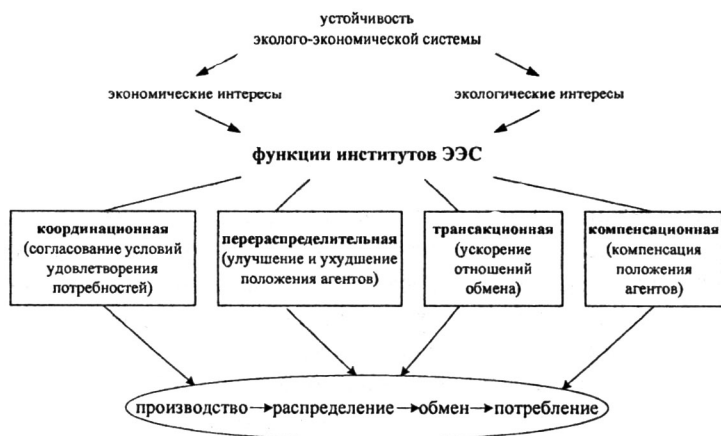 устойчивость
эколого-экономической системы
экономические интересы
экологические интересы
функции институтов ЭЭС
координационная
(согласование условий
удовлетворения
потребностей)
перераспределительная
(улучшение и ухудшение
положения агентов)
трансакционная
(ускорение
отношений
обмена)
компенсационная
(компенсация
положения
агентов)
производство→распределение→обмен→потребление